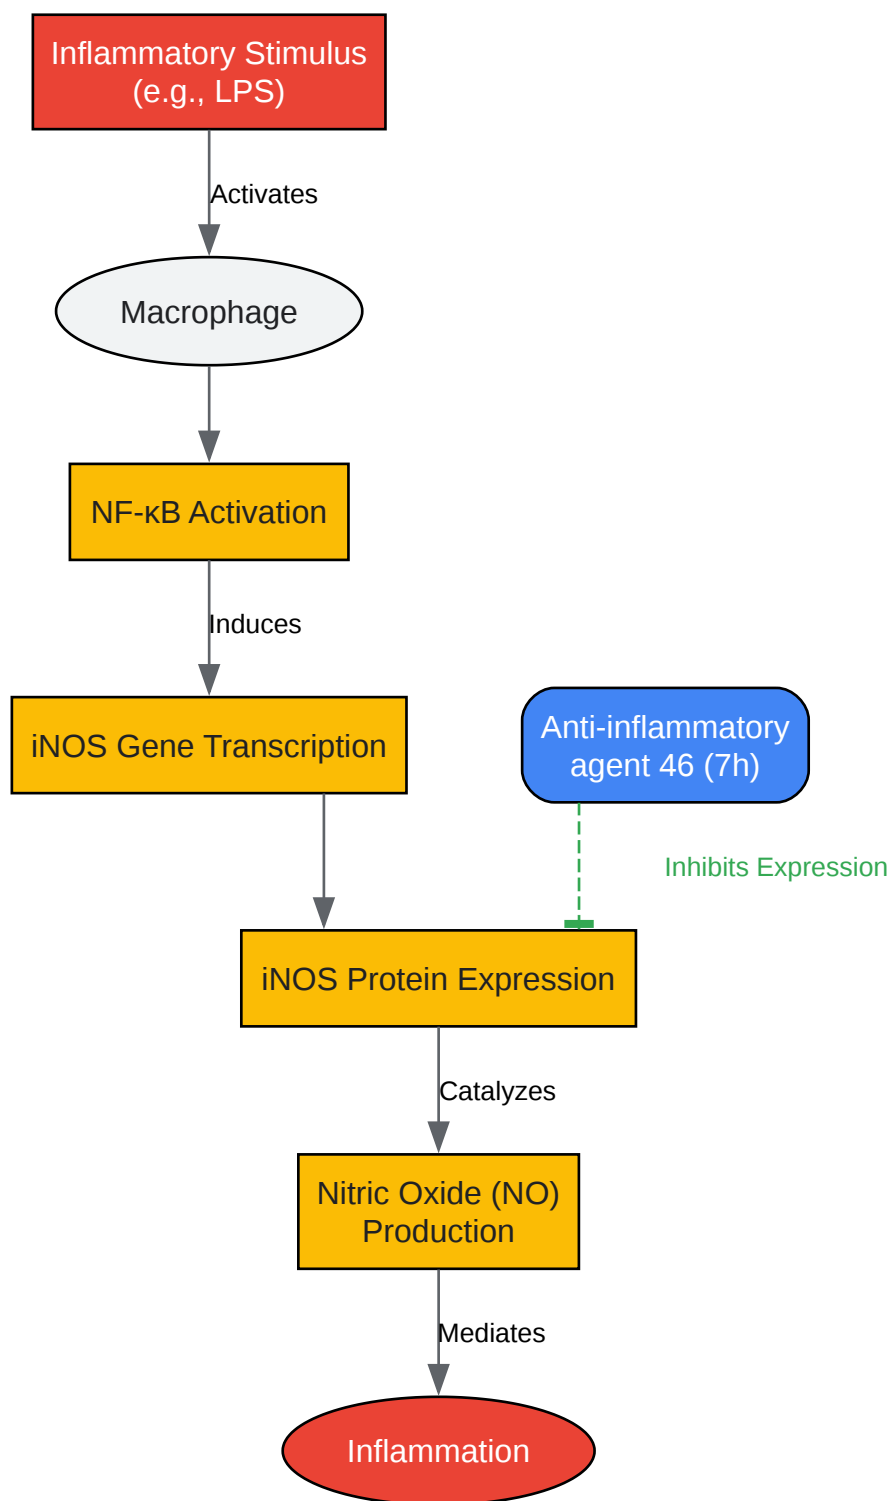 Inflammatory Stimulus
(e.g., LPS)
Activates
Macrophage
NF-κB Activation
Induces
iNOS Gene Transcription
Anti-inflammatory
agent 46 (7h)
Inhibits Expression
iNOS Protein Expression
Catalyzes
Nitric Oxide (NO)
Production
Mediates
Inflammation